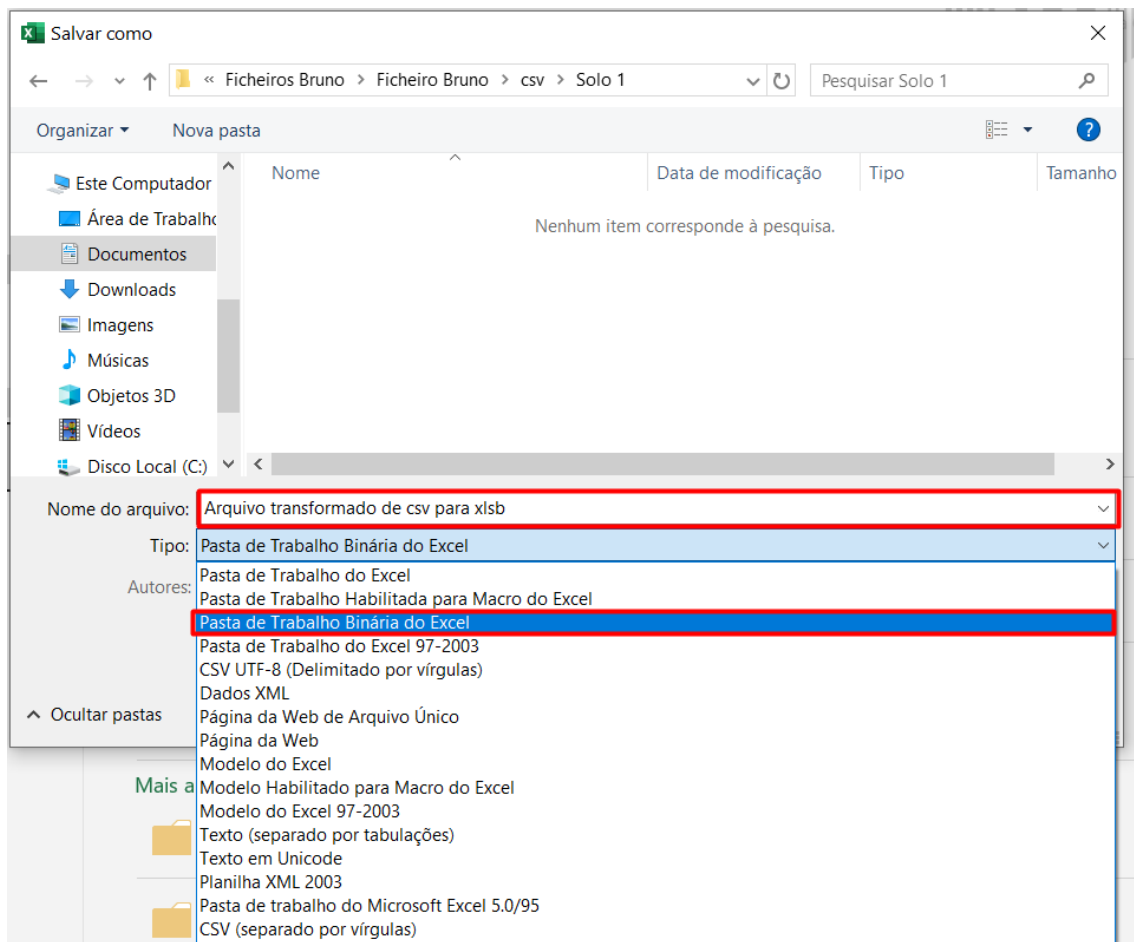 Salvar como
« Ficheiros Bruno > Ficheiro Bruno > csv > Solo 1
Pesquisar Solo 1
Organizar
Nova pasta
?
Nome
Data de modificação
Tipo
Tamanho
Nenhum item corresponde à pesquisa.
Este Computador
Área de Trabalho
Documentos
Downloads
Imagens
Músicas
Objetos 3D
Vídeos
Disco Local (C:)
Nome do arquivo: Arquivo transformado de csv para xlsb
Tipo: Pasta de Trabalho Binária do Excel
Autores:
Pasta de Trabalho do Excel
Pasta de Trabalho Habilitada para Macro do Excel
Pasta de Trabalho Binária do Excel
Pasta de Trabalho do Excel 97-2003
CSV UTF-8 (Delimitado por vírgulas)
Dados XML
Página da Web de Arquivo Único
Página da Web
Modelo do Excel
Modelo Habilitado para Macro do Excel
Modelo do Excel 97-2003
Texto (separado por tabulações)
Texto em Unicode
Planilha XML 2003
Pasta de trabalho do Microsoft Excel 5.0/95
CSV (separado por vírgulas)
Ocultar pastas
Mais a